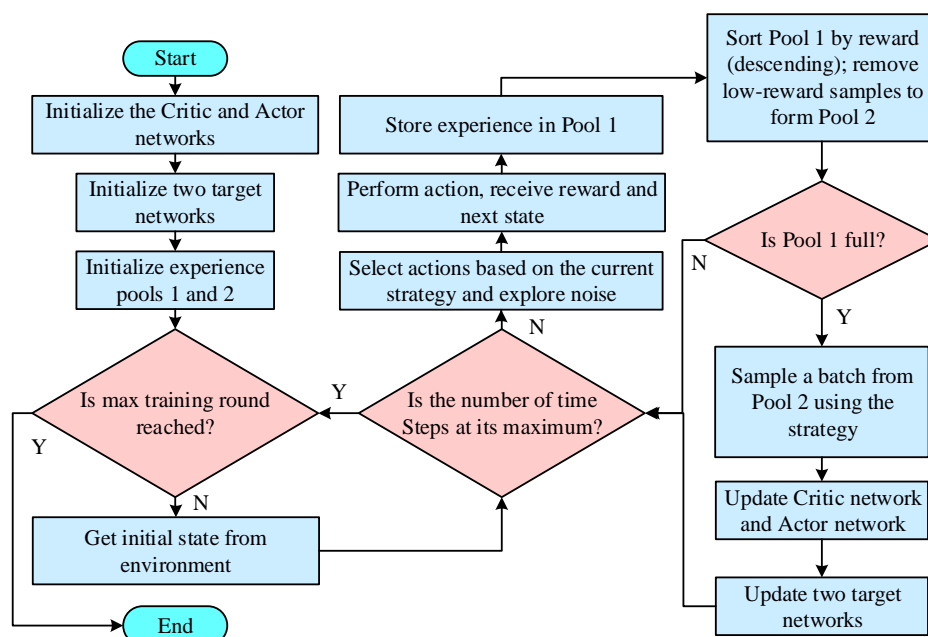 Start
Initialize the Critic and Actor
networks
Initialize two target
networks
Initialize experience
pools 1 and 2
Is max training round
reached?
Y
N
Get initial state from
environment
End
Store experience in Pool 1
Perform action, receive reward and
next state
Select actions based on the current
strategy and explore noise
N
Y
Is the number of time
Steps at its maximum?
Sort Pool 1 by reward
(descending); remove
low-reward samples to
form Pool 2
Is Pool 1 full?
N
Y
Sample a batch from
Pool 2 using the
strategy
Update Critic network
and Actor network
Update two target
networks